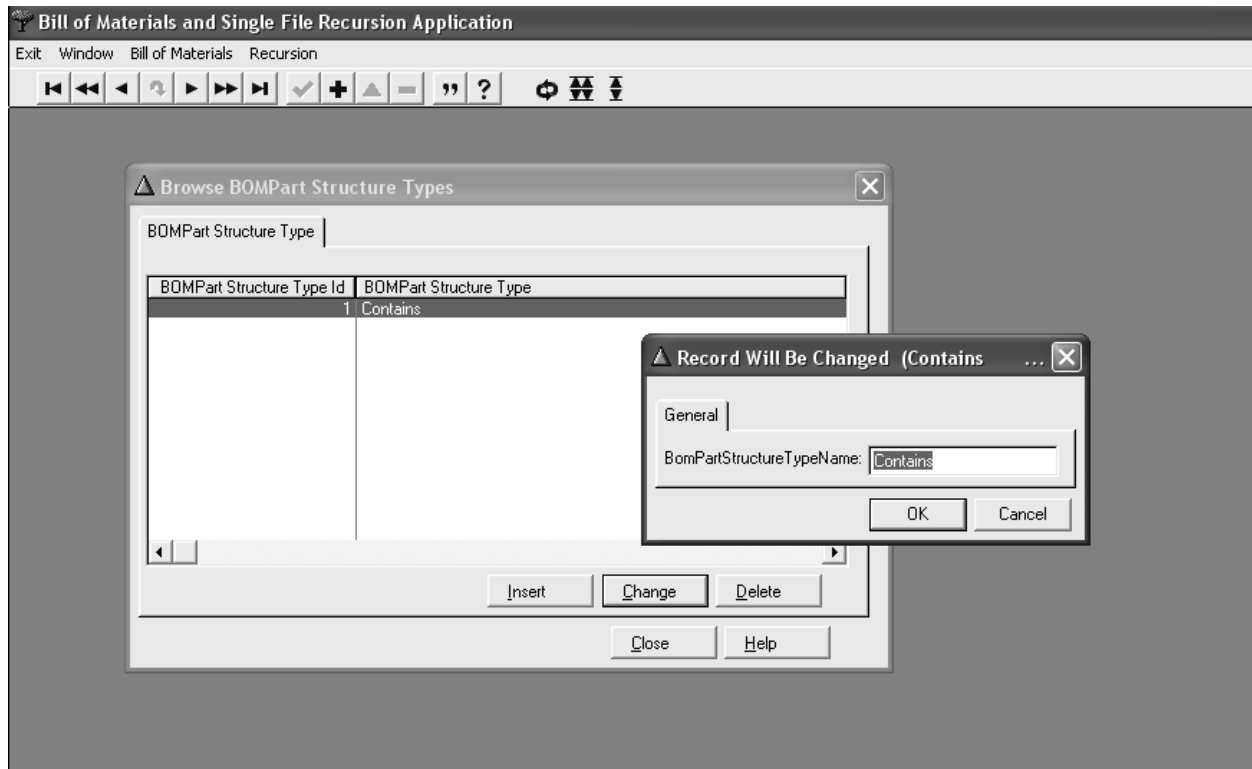 Bill of Materials and Single File Recursion Application
Exit Window Bill of Materials Recursion
Browse BOMPart Structure Types
BOMPart Structure Type
BOMPart Structure Type Id BOMPart Structure Type
1 Contains
Record Will Be Changed (Contains ...
General
BomPartStructureTypeName: Contains
OK Cancel
Insert Change Delete
Close Help